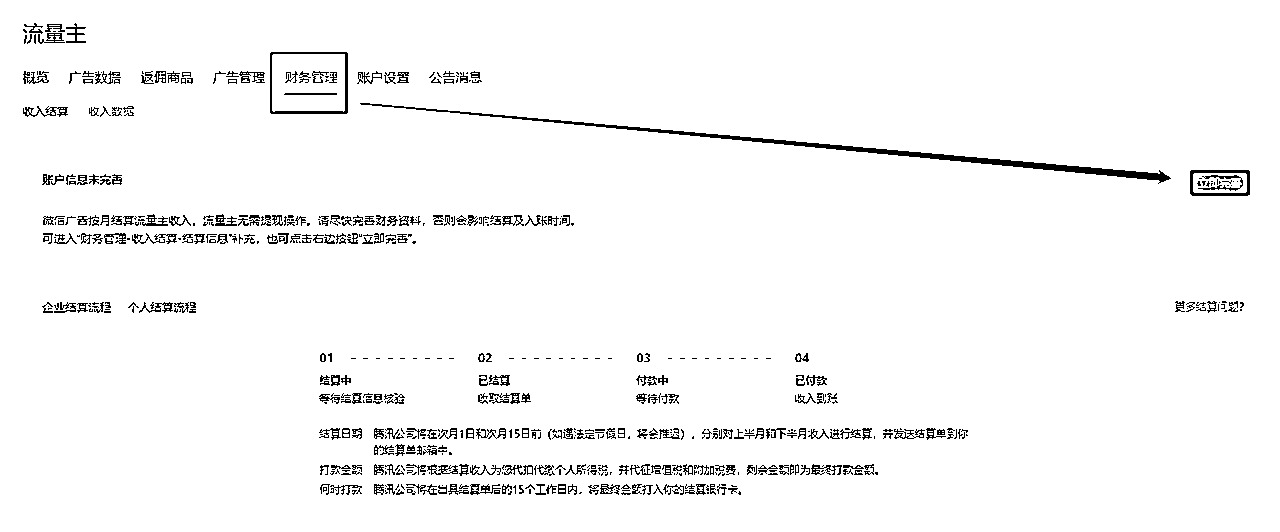 流量主
概览 广告数据 返佣商品 广告管理 财务管理 账户设置 公告消息
收入结算 收入数据
账户信息未完善
立即完善
微信广告按月结算流量主收入，流量主无需提现操作。请尽快完善财务资料，否则会影响结算及入账时间。
可进入“财务管理-收入结算-结算信息”补充，也可点击右边按钮“立即完善”。
企业结算流程 个人结算流程
更多结算问题?
01 02 03 04
结算中 已结算 付款中 已付款
等待结算信息核验 收取结算单 等待付款 收入到账
结算日期 腾讯公司将在次月1日和次月15日前（如遇法定节假日，将会推迟），分别对上半月和下半月收入进行结算，并发送结算单到你
的结算单邮箱中。
打款金额 腾讯公司将根据结算收入为您代扣代缴个人所得税，并代征增值税和附加税费，剩余金额即为最终打款金额。
何时打款 腾讯公司将在出具结算单后的15个工作日内，将最终金额打入你的结算银行卡。